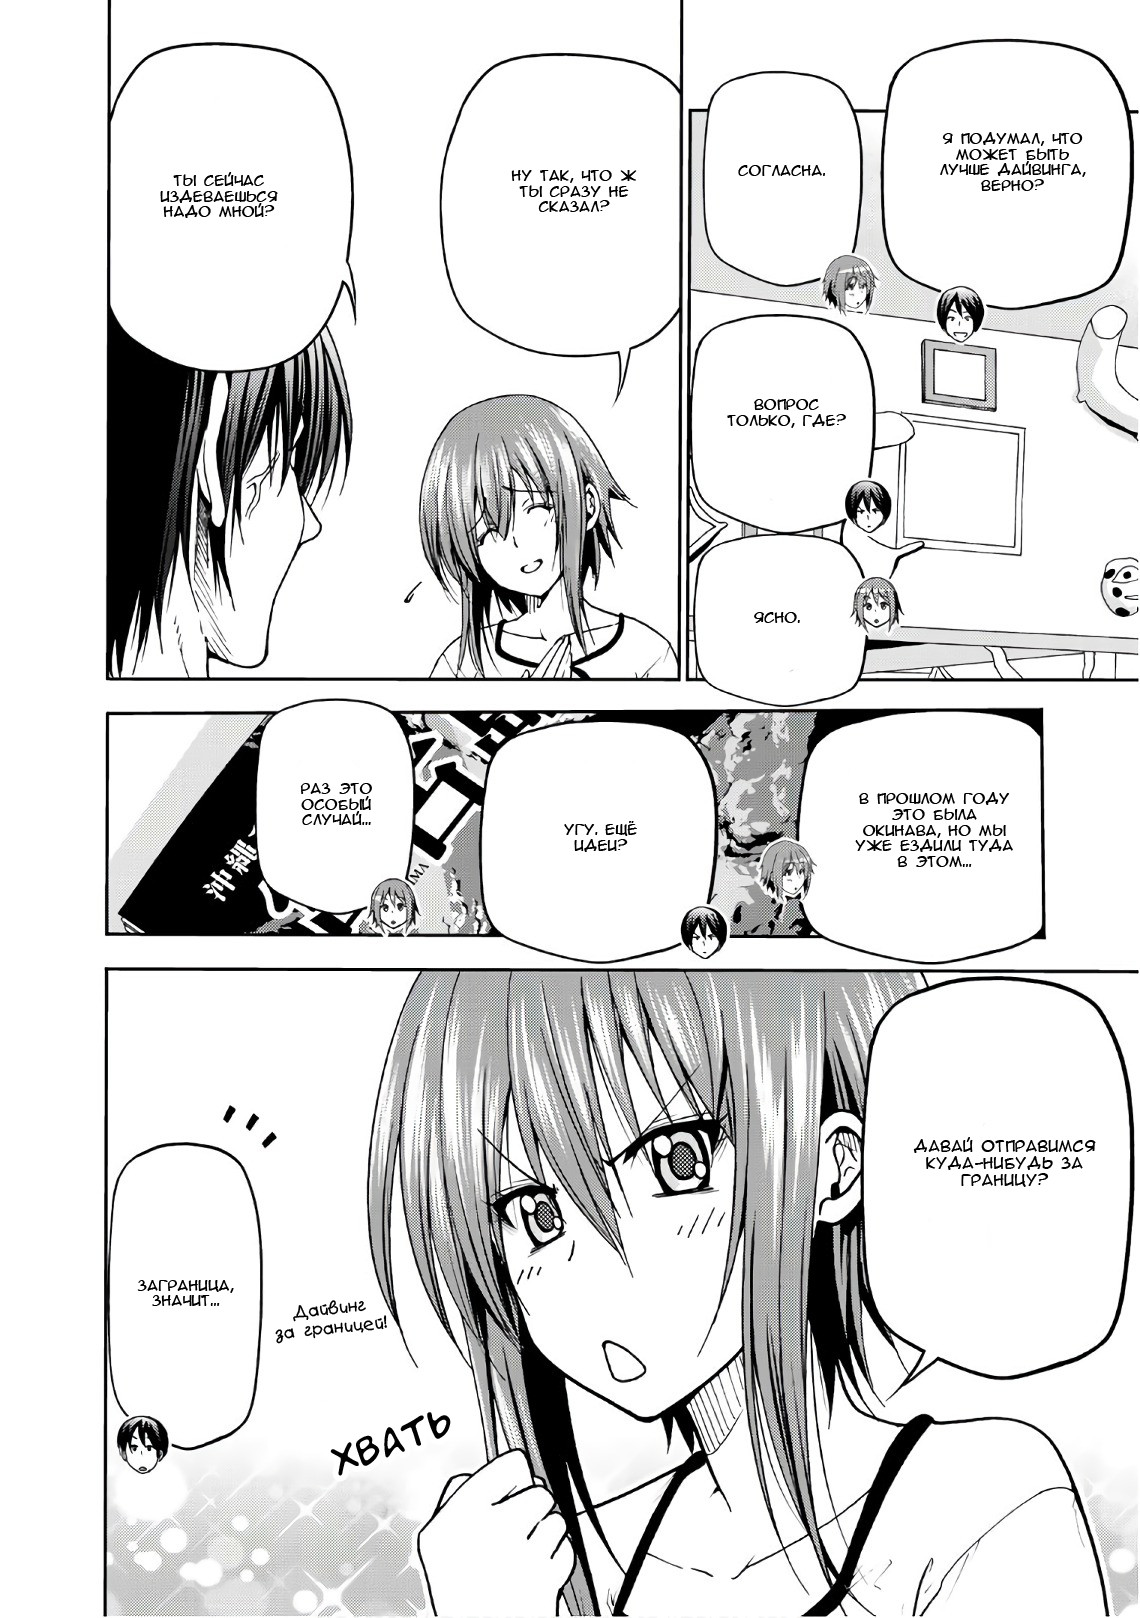 Я ПОДУМАЛ, ЧТО
МОЖЕТ БЫТЬ
ЛУЧШЕ ДАЙВИНГА,
ВЕРНО?
СОГЛАСНА.
ВОПРОС
ТОЛЬКО, ГДЕ?
ЯСНО.
НУ ТАК, ЧТО Ж
ТЫ СРАЗУ НЕ
СКАЗАЛ?
ТЫ СЕЙЧАС
ИЗДЕВАЕШЬСЯ
НАДО МНОЙ?
В ПРОШЛОМ ГОДУ
ЭТО БЫЛА
ОКИНАВА, НО МЫ
УЖЕ ЕЗДИЛИ ТУДА
В ЭТОМ...
УГУ. ЕЩЁ
ИДЕИ?
РАЗ ЭТО
ОСОБЫЙ
СЛУЧАЙ...
沖縄
ДАВАЙ ОТПРАВИМСЯ
КУДА-НИБУДЬ ЗА
ГРАНИЦУ?
Дайвинг
за границей!
ХВАТЬ
ЗАГРАНИЦА,
ЗНАЧИТ...